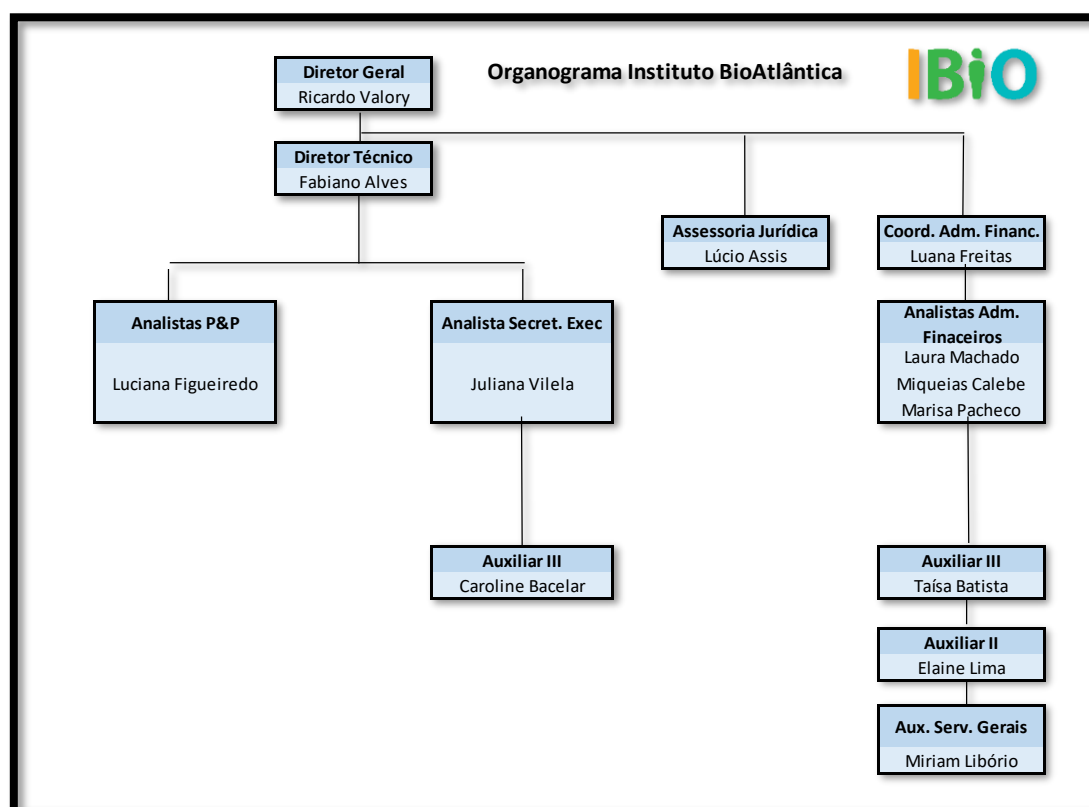 Organograma Instituto BioAtlântica
IBiO
Diretor Geral
Ricardo Valory
Diretor Técnico
Fabiano Alves
Assessoria Jurídica
Lúcio Assis
Coord. Adm. Financ.
Luana Freitas
Analistas P&P
Luciana Figueiredo
Analista Secret. Exec
Juliana Vilela
Analistas Adm.
Finaceiros
Laura Machado
Miqueias Calebe
Marisa Pacheco
Auxiliar III
Caroline Bacelar
Auxiliar III
Taísa Batista
Auxiliar II
Elaine Lima
Aux. Serv. Gerais
Miriam Libório